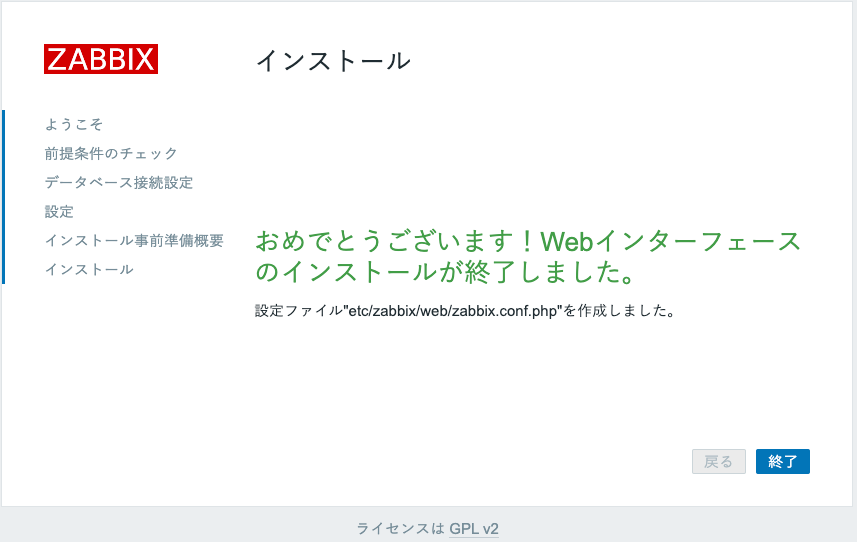 ZABBIX
インストール
ようこそ
前提条件のチェック
データベース接続設定
設定
インストール事前準備概要
インストール
おめでとうございます！Webインターフェース
のインストールが終了しました。
設定ファイル"etc/zabbix/web/zabbix.conf.php"を作成しました。
戻る
終了
ライセンスは GPL v2